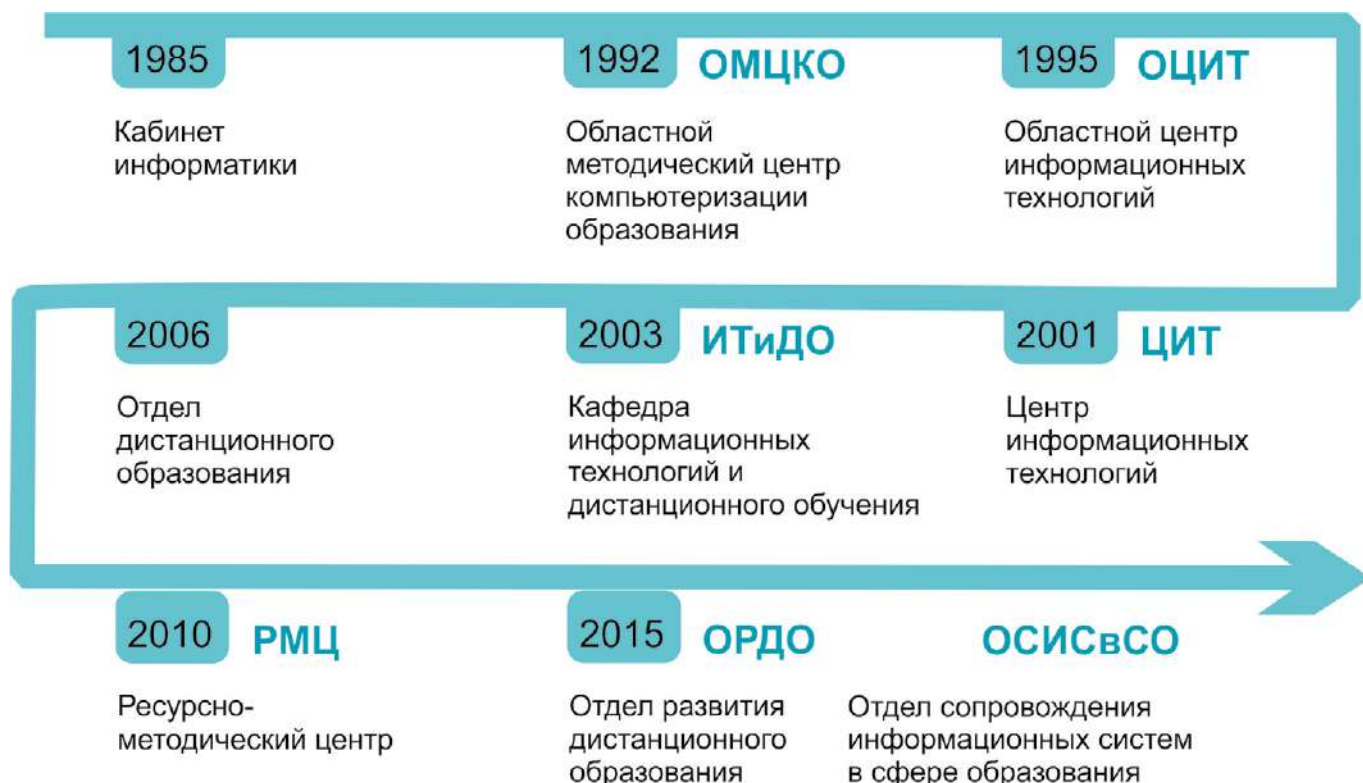 1985
Кабинет
информатики
1992 ОМЦКО
Областной
методический центр
компьютеризации
образования
1995 ОЦИТ
Областной центр
информационных
технологий
2001 ЦИТ
Центр
информационных
технологий
2003 ИТиДО
Кафедра
информационных
технологий и
дистанционного обучения
2006
Отдел
дистанционного
образования
2010 РМЦ
Ресурсно-
методический центр
2015 ОРДО
Отдел развития
дистанционного
образования
ОСИСвСО
Отдел сопровождения
информационных систем
в сфере образования